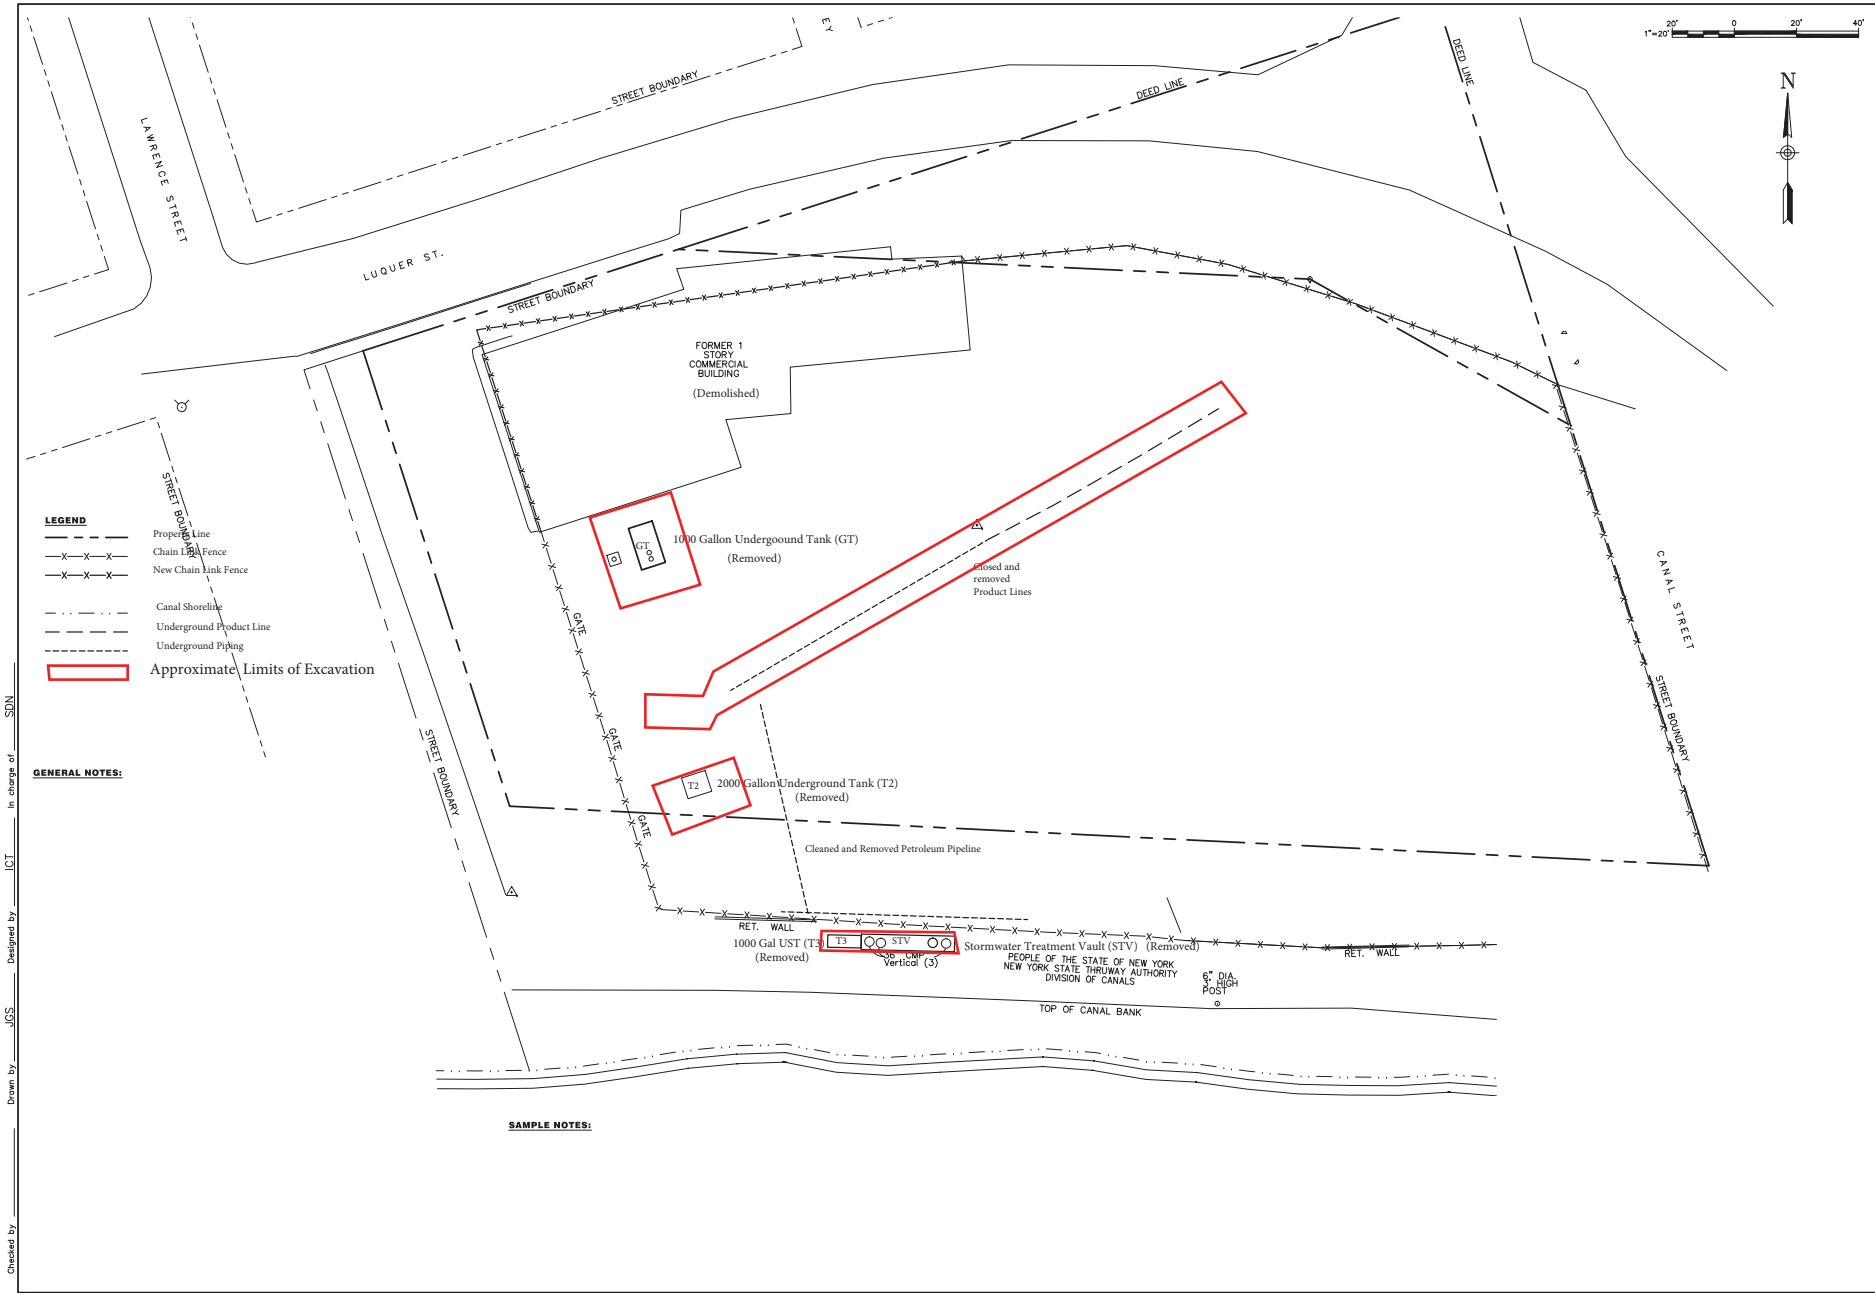 EY
STREET BOUNDARY
DEED LINE
DEED LINE
20' 0 20' 40'
1"=20'
N
LAWRENCE STREET
LUQUER ST.
STREET BOUNDARY
FORMER 1
STORY
COMMERCIAL
BUILDING
(Demolished)
STREET BOUNDARY
LEGEND
Property Line
Chain Link Fence
New Chain Link Fence
Canal Shoreline
Underground Product Line
Underground Piping
Approximate Limits of Excavation
GT
1000 Gallon Undergoound Tank (GT)
(Removed)
Closed and
removed
Product Lines
CANAL STREET
GATE
GATE
GATE
STREET BOUNDARY
STREET BOUNDARY
GENERAL NOTES:
T2
2000 Gallon Underground Tank (T2)
(Removed)
Cleaned and Removed Petroleum Pipeline
RET. WALL
1000 Gal UST (T3)
(Removed)
T3
STV
36" CMP
Vertical (3)
Stormwater Treatment Vault (STV) (Removed)
PEOPLE OF THE STATE OF NEW YORK
NEW YORK STATE THRUWAY AUTHORITY
DIVISION OF CANALS
RET. WALL
6" DIA.
3' HIGH
POST
TOP OF CANAL BANK
SAMPLE NOTES:
In charge of SDN
Designed by ICT
Drawn by JGS
Checked by